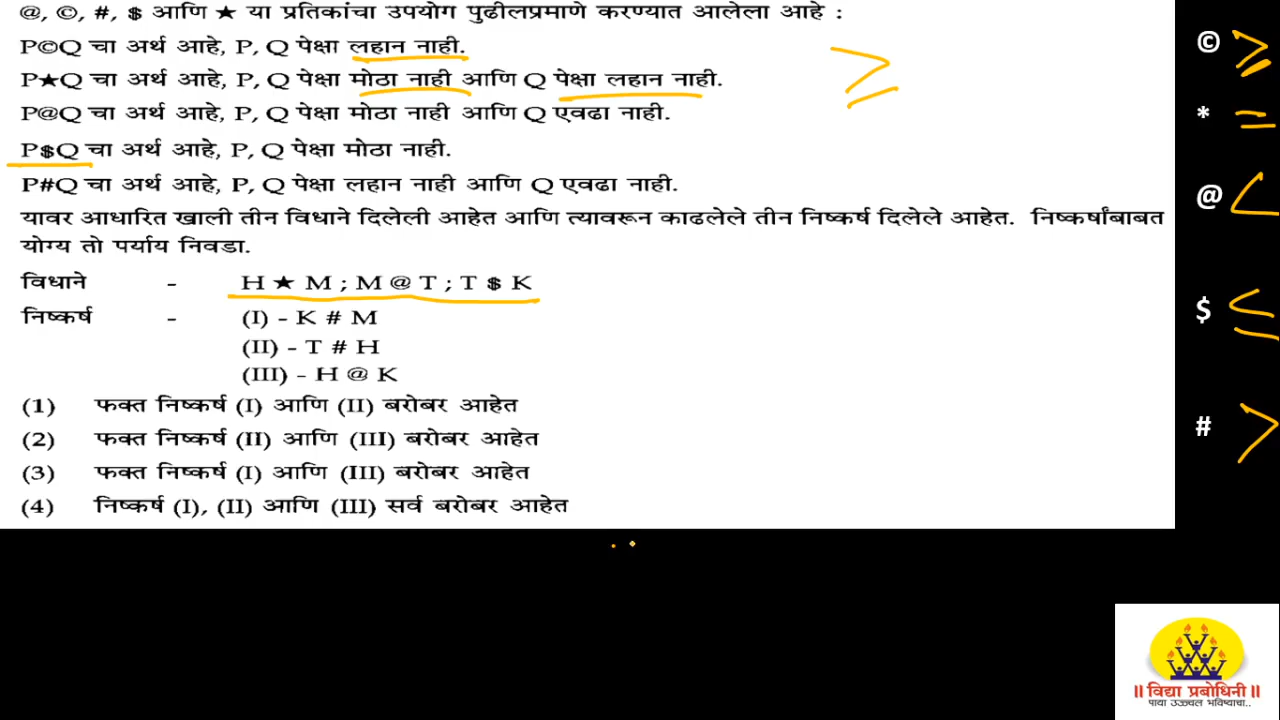 @, ©, #, $ आणि ★ या प्रतिकांचा उपयोग पुढीलप्रमाणे करण्यात आलेला आहे :
P©Q चा अर्थ आहे, P, Q पेक्षा लहान नाही.
P★Q चा अर्थ आहे, P, Q पेक्षा मोठा नाही आणि Q पेक्षा लहान नाही.
P@Q चा अर्थ आहे, P, Q पेक्षा मोठा नाही आणि Q एवढा नाही.
P$Q चा अर्थ आहे, P, Q पेक्षा मोठा नाही.
P#Q चा अर्थ आहे, P, Q पेक्षा लहान नाही आणि Q एवढा नाही.
यावर आधारित खाली तीन विधाने दिलेली आहेत आणि त्यावरून काढलेले तीन निष्कर्ष दिलेले आहेत. निष्कर्षांबाबत
योग्य तो पर्याय निवडा.
विधाने - H ★ M ; M @ T ; T $ K
निष्कर्ष - (I) - K # M
(II) - T # H
(III) - H @ K
(1) फक्त निष्कर्ष (I) आणि (II) बरोबर आहेत
(2) फक्त निष्कर्ष (II) आणि (III) बरोबर आहेत
(3) फक्त निष्कर्ष (I) आणि (III) बरोबर आहेत
(4) निष्कर्ष (I), (II) आणि (III) सर्व बरोबर आहेत
≥
© ≥
* =
@ <
$ ≤
# >
॥ विद्या प्रबोधिनी ॥
पाया उज्ज्वल भविष्याचा..